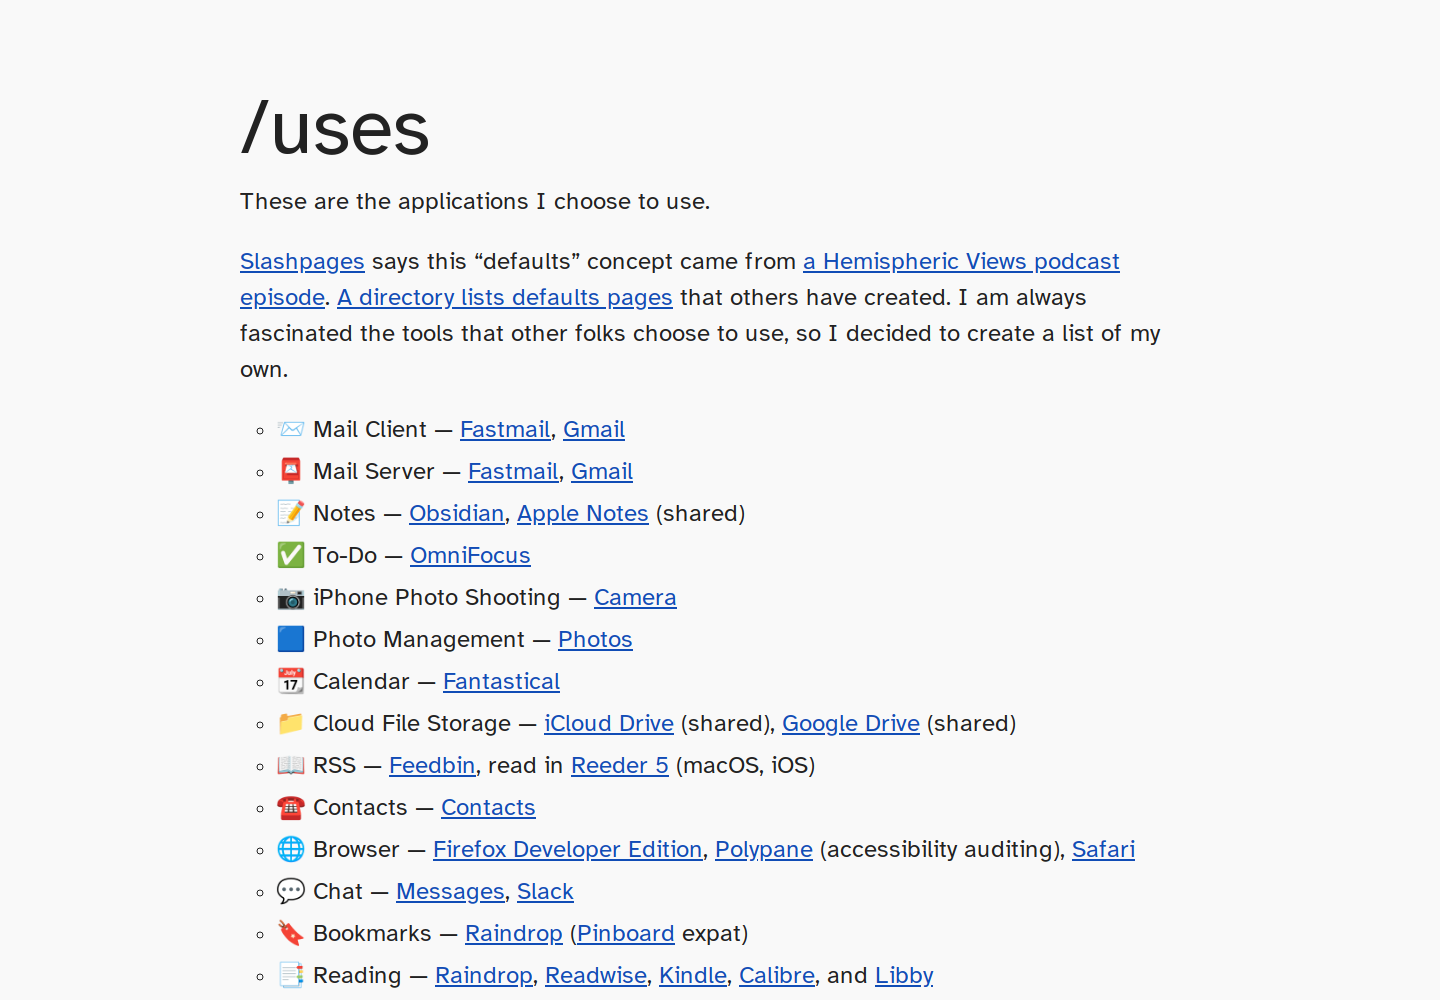 /uses
These are the applications I choose to use.
Slashpages says this “defaults” concept came from a Hemispheric Views podcast
episode. A directory lists defaults pages that others have created. I am always
fascinated the tools that other folks choose to use, so I decided to create a list of my
own.
📨 Mail Client — Fastmail, Gmail
📮 Mail Server — Fastmail, Gmail
📝 Notes — Obsidian, Apple Notes (shared)
✅ To-Do — OmniFocus
📷 iPhone Photo Shooting — Camera
🟦 Photo Management — Photos
📆 Calendar — Fantastical
📁 Cloud File Storage — iCloud Drive (shared), Google Drive (shared)
📖 RSS — Feedbin, read in Reeder 5 (macOS, iOS)
☎️ Contacts — Contacts
🌐 Browser — Firefox Developer Edition, Polypane (accessibility auditing), Safari
💬 Chat — Messages, Slack
🔖 Bookmarks — Raindrop (Pinboard expat)
📑 Reading — Raindrop, Readwise, Kindle, Calibre, and Libby